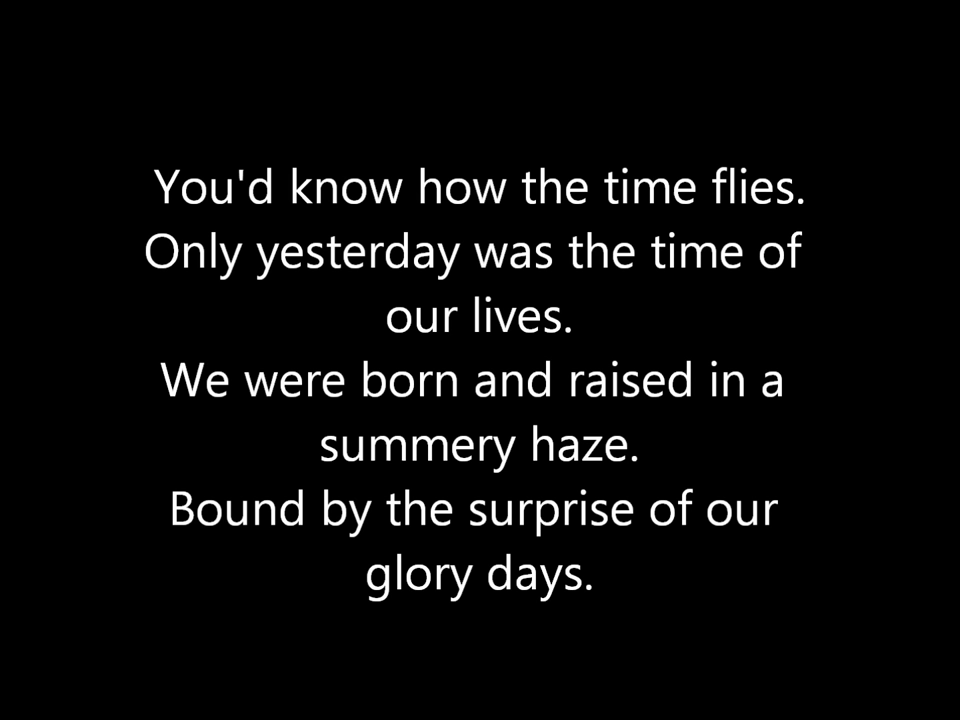 You'd know how the time flies.
Only yesterday was the time of
our lives.
We were born and raised in a
summery haze.
Bound by the surprise of our
glory days.